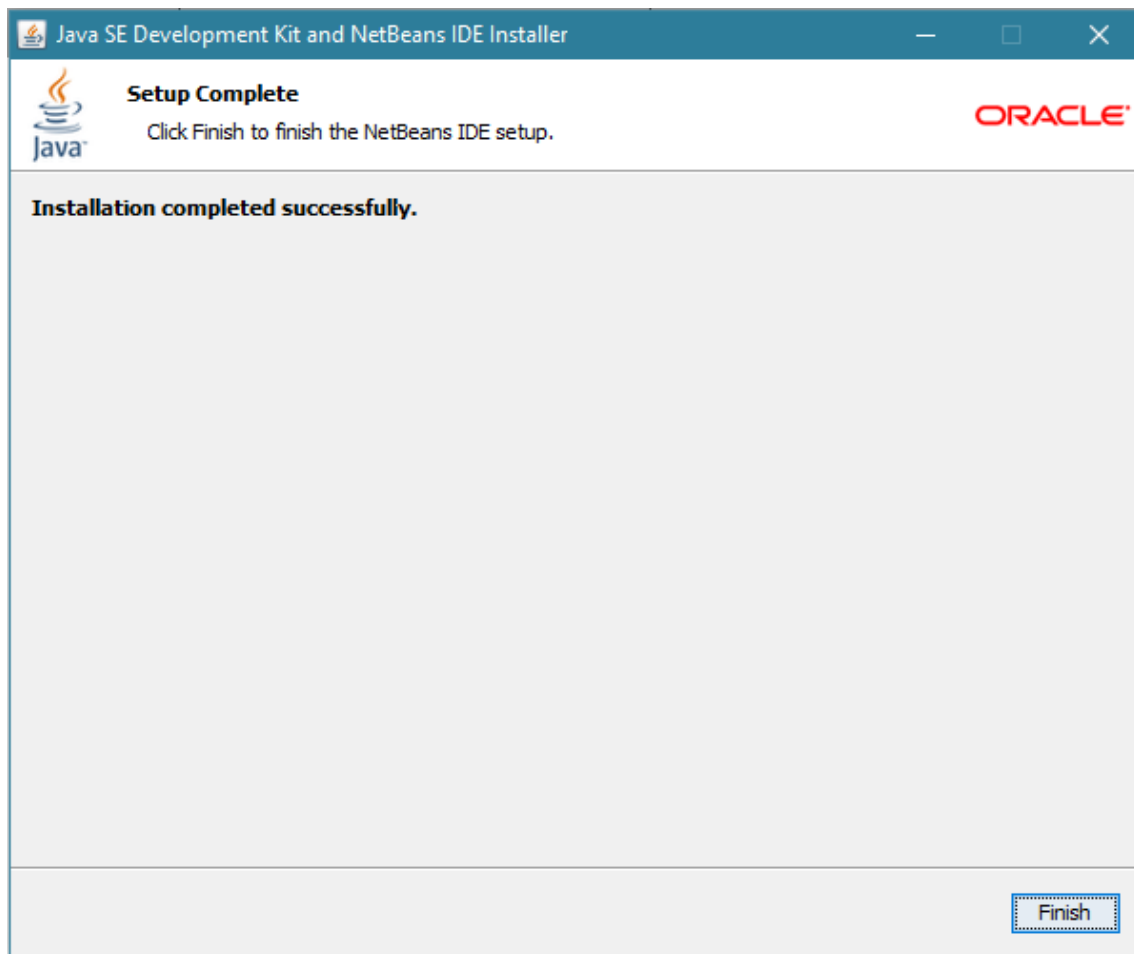 Java SE Development Kit and NetBeans IDE Installer
Setup Complete
Click Finish to finish the NetBeans IDE setup.
Java™
ORACLE®
Installation completed successfully.
Finish